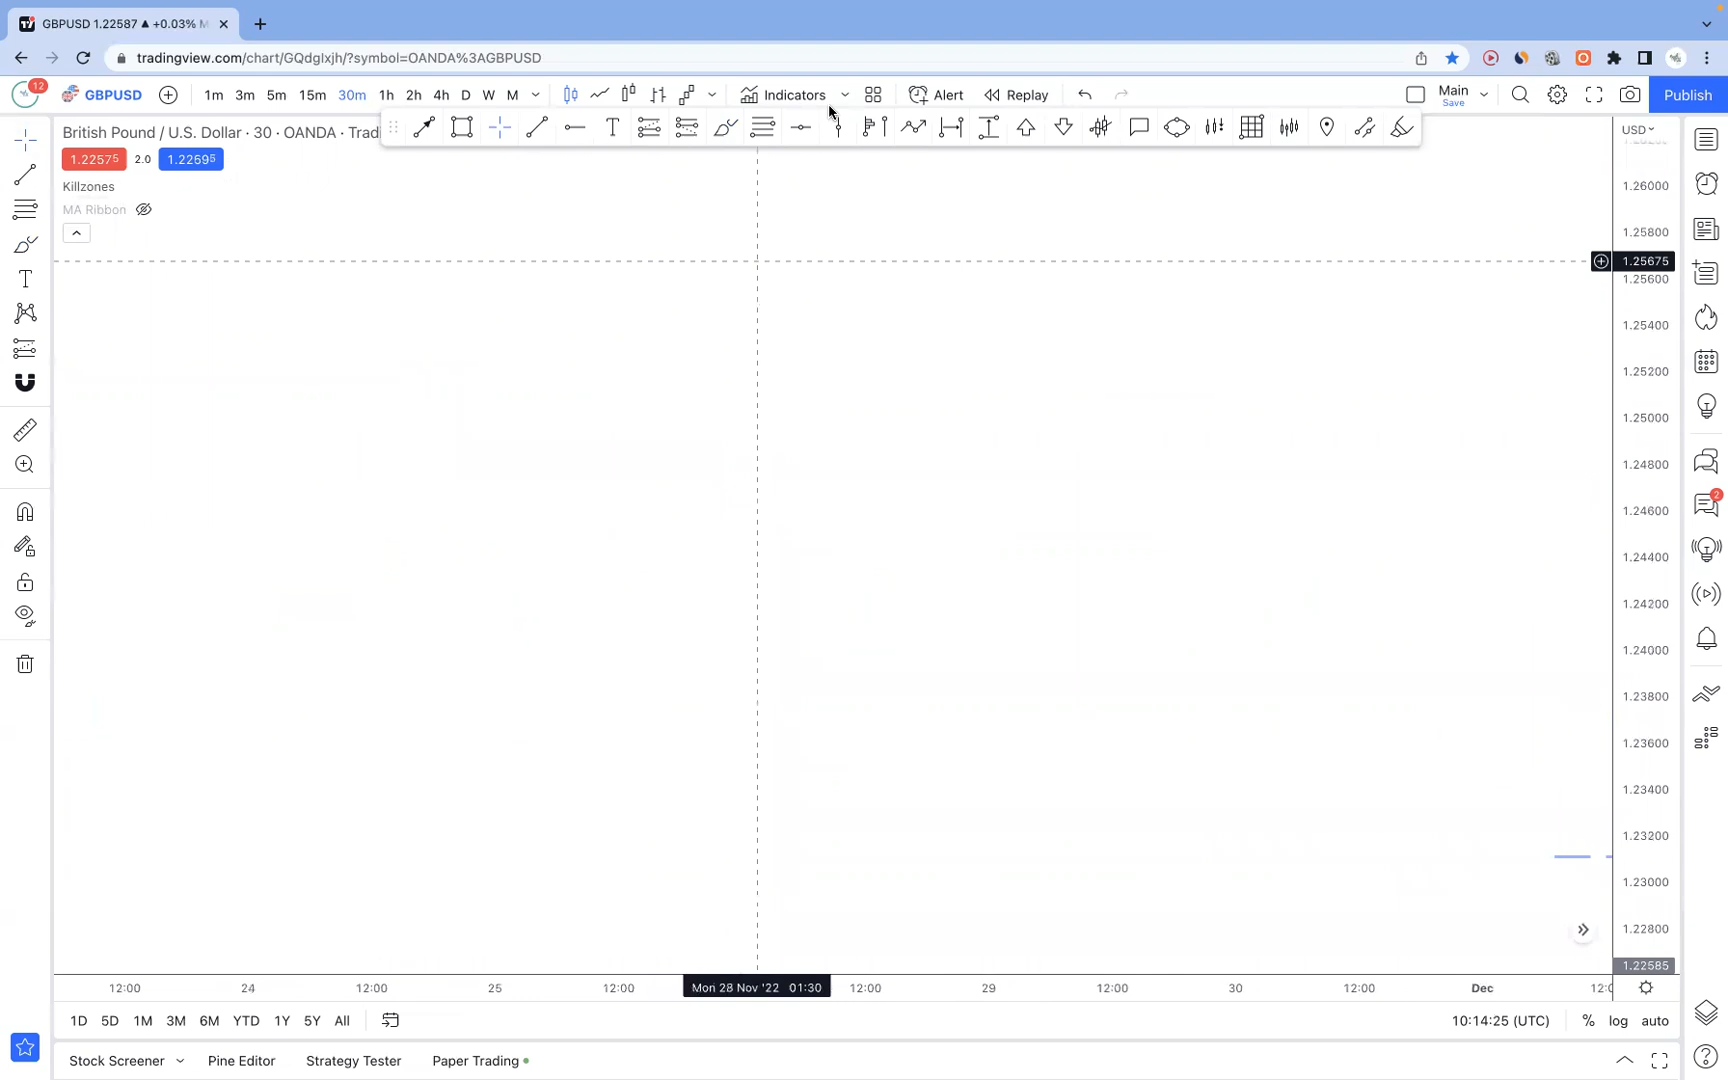 GBPUSD 1.22587 ▲ +0.03% M
tradingview.com/chart/GQdglxjh/?symbol=OANDA%3AGBPUSD
12
GBPUSD 1m 3m 5m 15m 30m 1h 2h 4h D W M Indicators Alert Replay Main Save Publish
British Pound / U.S. Dollar · 30 · OANDA · Tradi
USD
1.22575 2.0 1.22695
Killzones
MA Ribbon
1.26000
1.25800
1.25675
1.25600
1.25400
1.25200
1.25000
1.24800
1.24600
2
1.24400
1.24200
1.24000
1.23800
1.23600
1.23400
1.23200
1.23000
1.22800
1.22585
12:00 24 12:00 25 12:00 Mon 28 Nov '22 01:30 12:00 29 12:00 30 12:00 Dec 12:0
1D 5D 1M 3M 6M YTD 1Y 5Y All 10:14:25 (UTC) % log auto
Stock Screener Pine Editor Strategy Tester Paper Trading